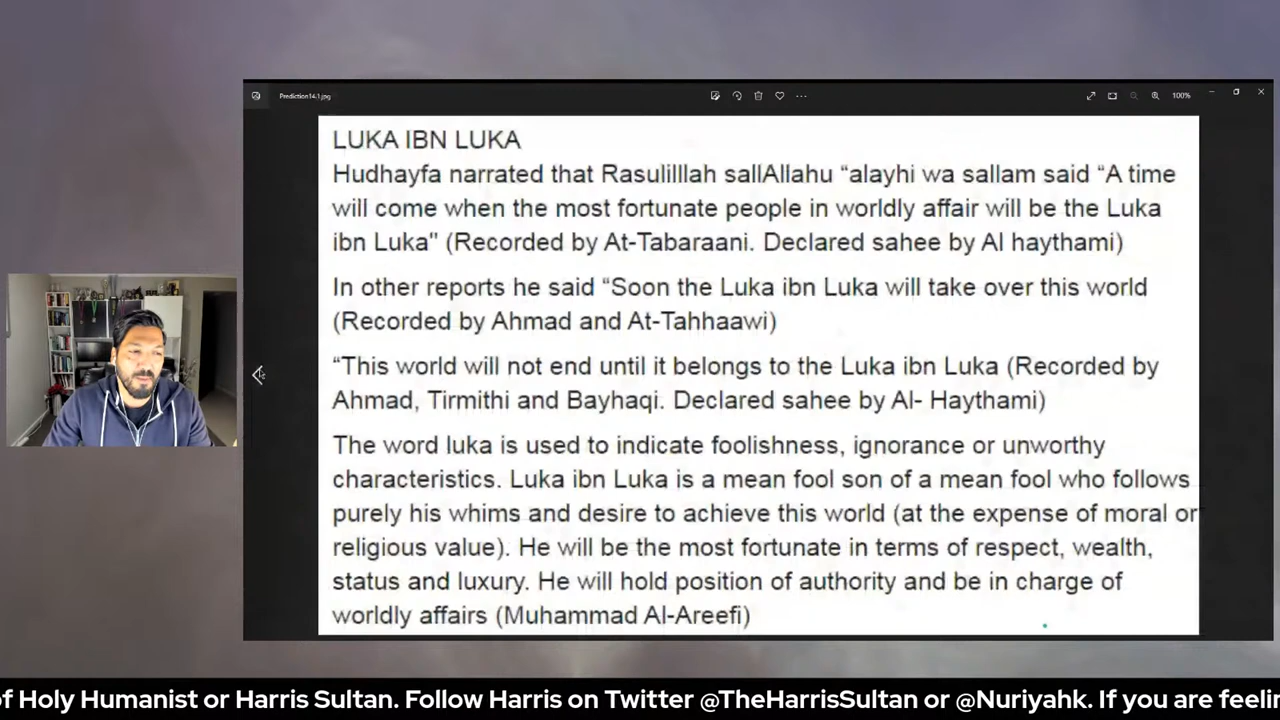 Prediction14.1.jpg
100%
LUKA IBN LUKA
Hudhayfa narrated that Rasulilllah sallAllahu “alayhi wa sallam said “A time
will come when the most fortunate people in worldly affair will be the Luka
ibn Luka" (Recorded by At-Tabaraani. Declared sahee by Al haythami)
In other reports he said “Soon the Luka ibn Luka will take over this world
(Recorded by Ahmad and At-Tahhaawi)
“This world will not end until it belongs to the Luka ibn Luka (Recorded by
Ahmad, Tirmithi and Bayhaqi. Declared sahee by Al- Haythami)
The word luka is used to indicate foolishness, ignorance or unworthy
characteristics. Luka ibn Luka is a mean fool son of a mean fool who follows
purely his whims and desire to achieve this world (at the expense of moral or
religious value). He will be the most fortunate in terms of respect, wealth,
status and luxury. He will hold position of authority and be in charge of
worldly affairs (Muhammad Al-Areefi)
of Holy Humanist or Harris Sultan. Follow Harris on Twitter @TheHarrisSultan or @Nuriyahk. If you are feelin